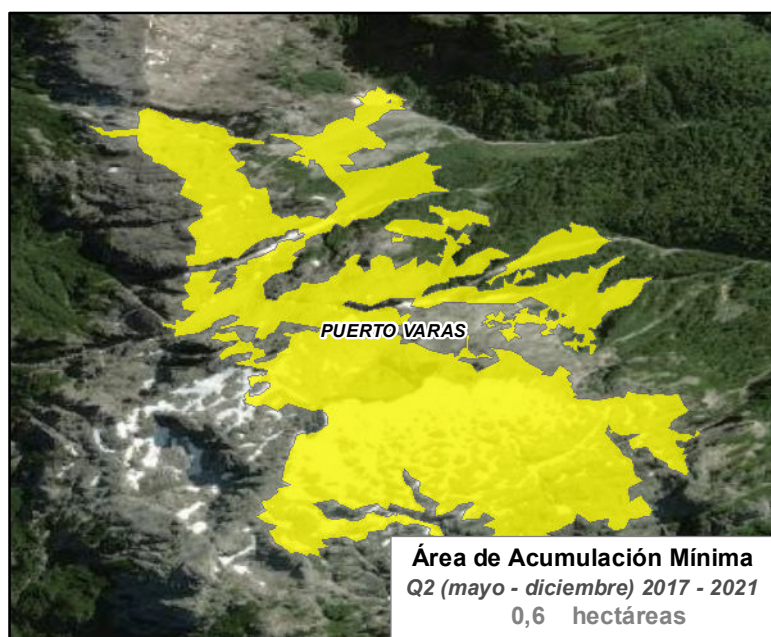 PUERTO VARAS
Área de Acumulación Mínima
Q2 (mayo - diciembre) 2017 - 2021
0,6 hectáreas